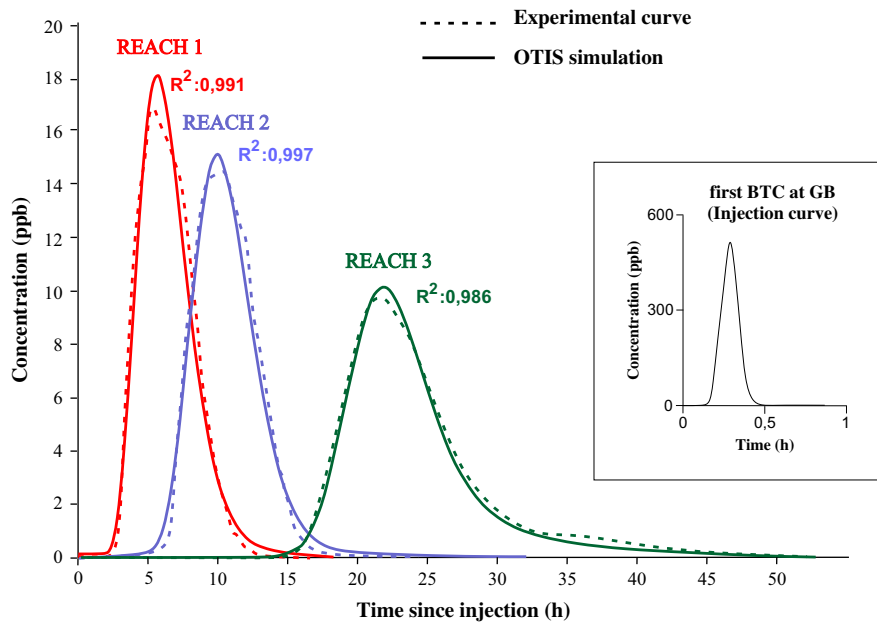 Experimental curve
OTIS simulation
REACH 1
R²:0,991
REACH 2
R²:0,997
REACH 3
R²:0,986
Concentration (ppb)
20
18
16
14
12
10
8
6
4
2
0
0 5 10 15 20 25 30 35 40 45 50
Time since injection (h)
first BTC at GB
(Injection curve)
Concentration (ppb)
600
300
0
0 0,5 1
Time (h)